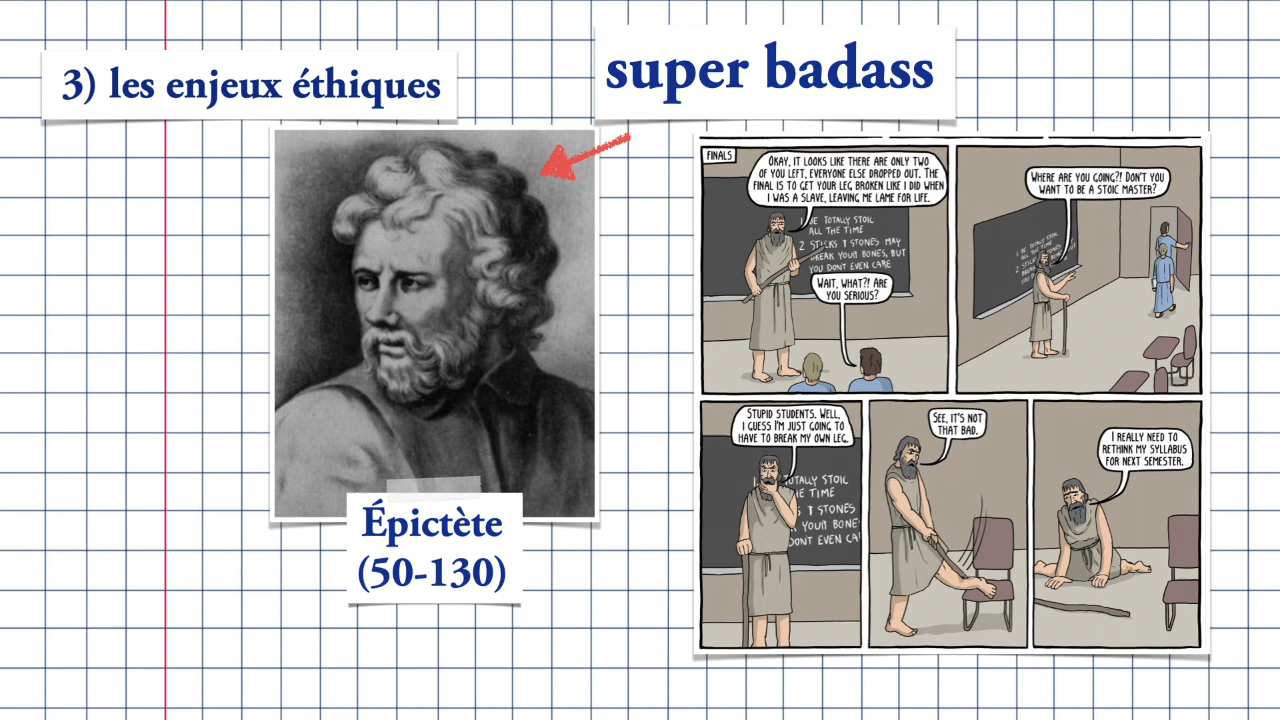 3) les enjeux éthiques
super badass
Épictète
(50-130)
FINALS
OKAY, IT LOOKS LIKE THERE ARE ONLY TWO
OF YOU LEFT, EVERYONE ELSE DROPPED OUT. THE
FINAL IS TO GET YOUR LEG BROKEN LIKE I DID WHEN
I WAS A SLAVE, LEAVING ME LAME FOR LIFE.
1. BE TOTALLY STOIC
ALL THE TIME
2 STICKS & STONES MAY
BREAK YOUR BONES, BUT
YOU DONT EVEN CARE
WAIT, WHAT?! ARE
YOU SERIOUS?
WHERE ARE YOU GOING?! DON'T YOU
WANT TO BE A STOIC MASTER?
STUPID STUDENTS. WELL,
I GUESS I'M JUST GOING TO
HAVE TO BREAK MY OWN LEG.
TOTALLY STOIC
THE TIME
& STONES
YOUR BONE
DONT EVEN CA
SEE, IT'S NOT
THAT BAD.
I REALLY NEED TO
RETHINK MY SYLLABUS
FOR NEXT SEMESTER.